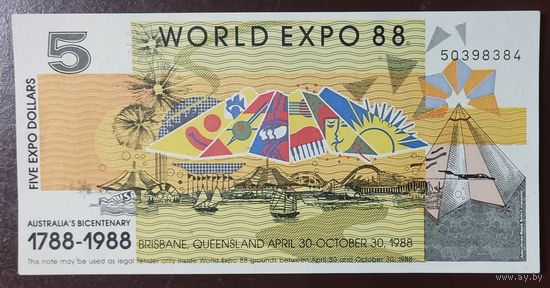 5
WORLD EXPO 88
50398384
FIVE EXPO DOLLARS
AUSTRALIA'S BICENTENARY
1788-1988
BRISBANE, QUEENSLAND APRIL 30-OCTOBER 30, 1988
This note may be used as legal tender only inside World Expo 88 grounds between April 30 and October 30, 1988.
ay.by